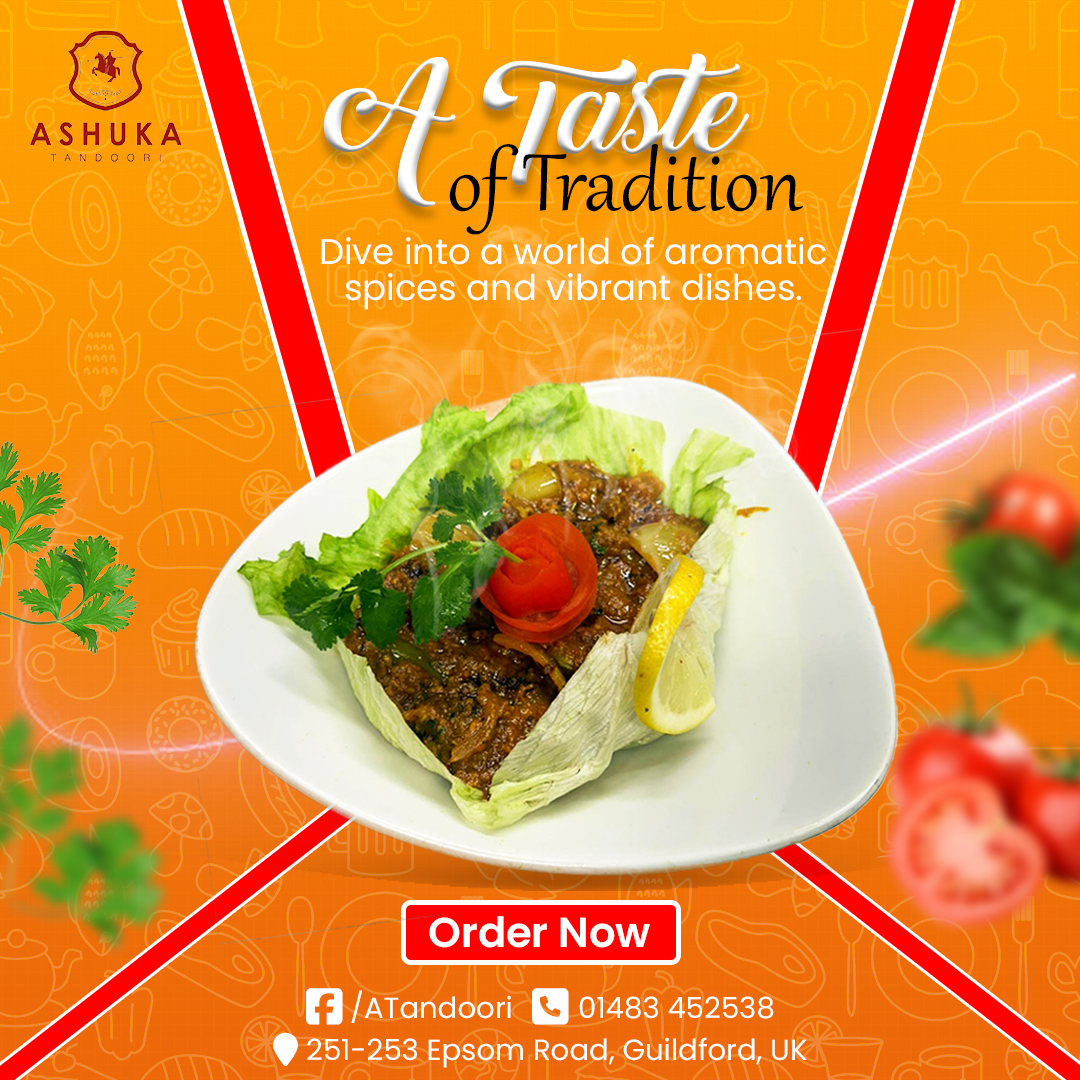 ASHUKA
TANDOORI
A Taste
of Tradition
Dive into a world of aromatic
spices and vibrant dishes.
Order Now
/ATandoori 01483 452538
251-253 Epsom Road, Guildford, UK